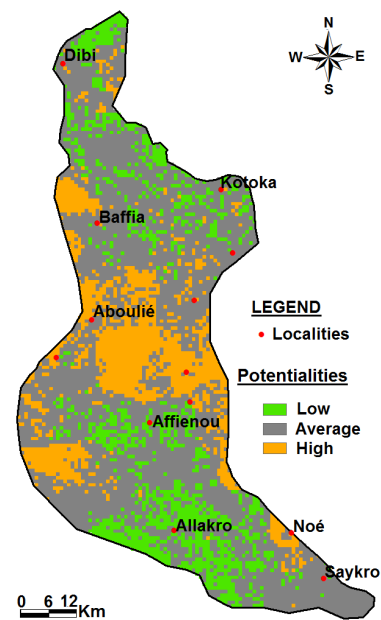 Dibi
N
W E
S
Kotoka
Baffia
Aboulié
LEGEND
Localities
Potentialities
Low
Average
High
Affienou
Allakro
Noé
Saykro
0 6 12
Km